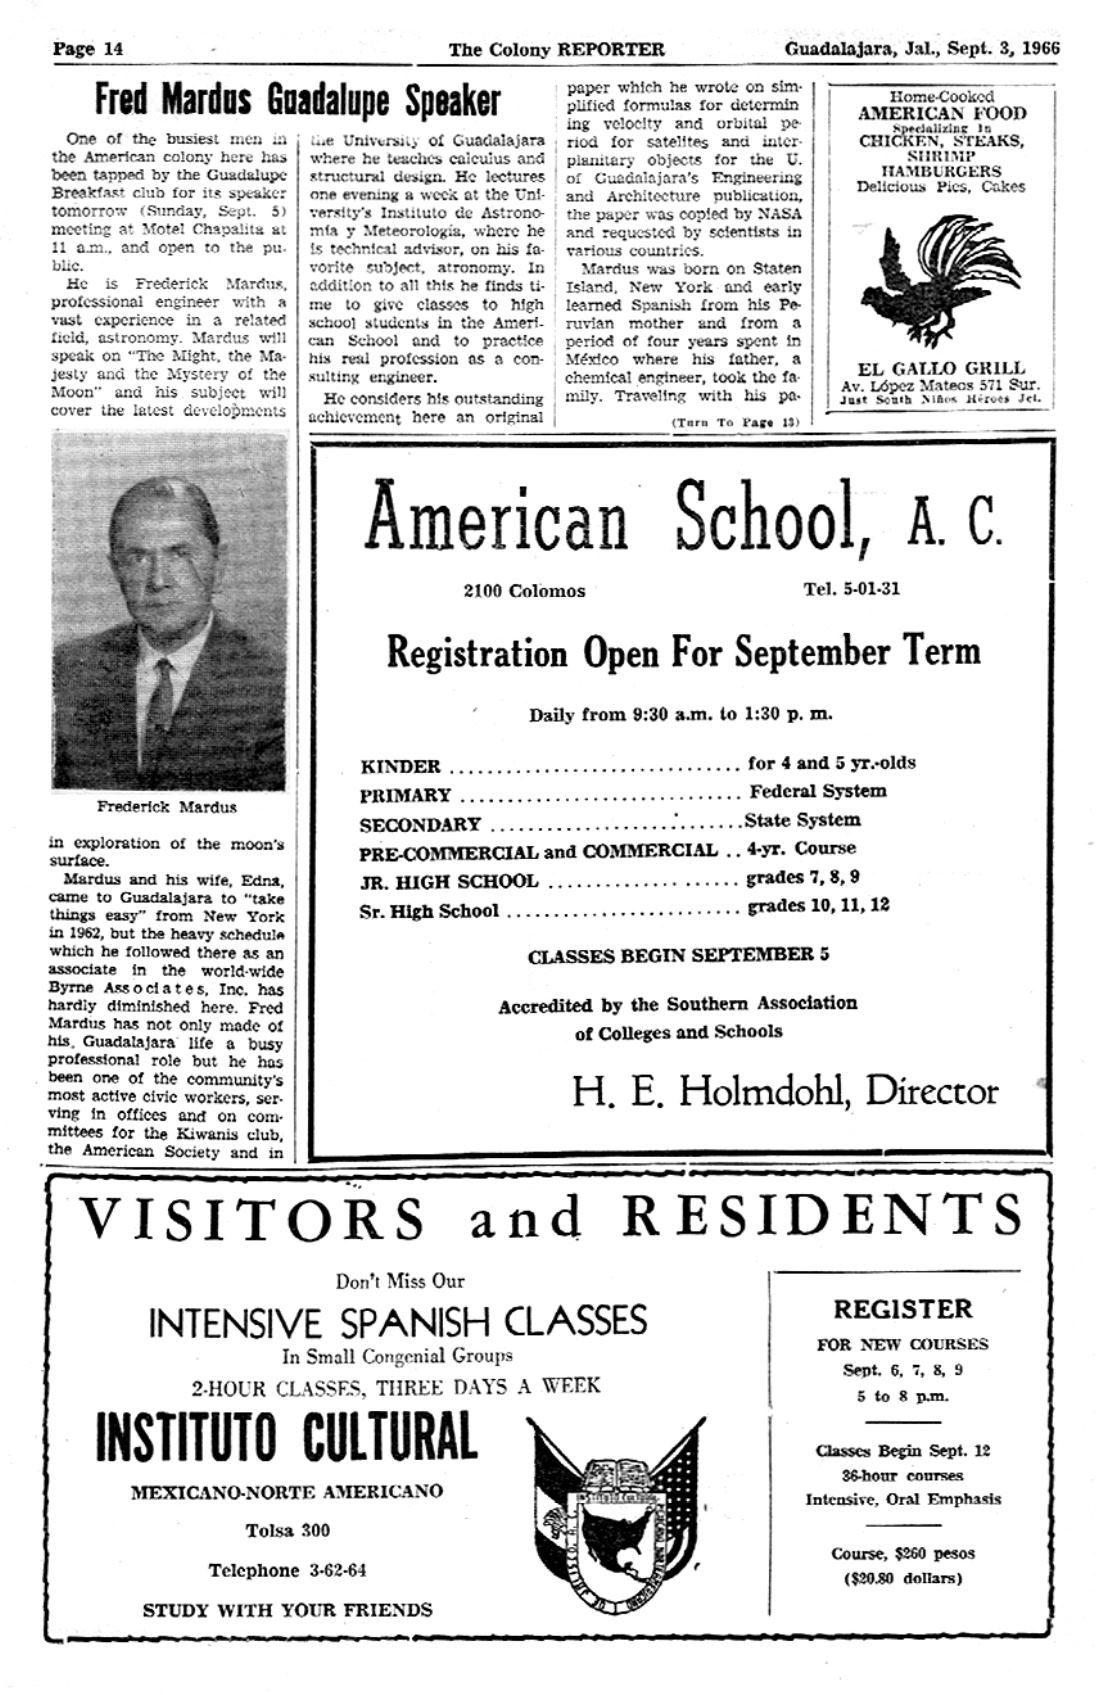 Page 14
The Colony REPORTER
Guadalajara, Jal., Sept. 3, 1966
Fred Mardus Guadalupe Speaker
One of the busiest men in
the American colony here has
been tapped by the Guadalupe
Breakfast club for its speaker
tomorrow (Sunday, Sept. 5)
meeting at Motel Chapalita at
11 a.m., and open to the pu-
blic.
He is Frederick Mardus,
professional engineer with a
vast experience in a related
field, astronomy. Mardus will
speak on "The Might, the Ma-
jesty and the Mystery of the
Moon" and his subject will
cover the latest developments
Frederick Mardus
in exploration of the moon's
surface.
Mardus and his wife, Edna,
came to Guadalajara to "take
things easy" from New York
in 1962, but the heavy schedule
which he followed there as an
associate in the world-wide
Byrne Associates, Inc. has
hardly diminished here. Fred
Mardus has not only made of
his Guadalajara life a busy
professional role but he has
been one of the community's
most active civic workers, ser-
ving in offices and on com-
mittees for the Kiwanis club,
the American Society and in
the University of Guadalajara
where he teaches calculus and
structural design. He lectures
one evening a week at the Uni-
versity's Instituto de Astrono-
mía y Meteorología, where he
is technical advisor, on his fa-
vorite subject, atronomy. In
addition to all this he finds ti-
me to give classes to high
school students in the Ameri-
can School and to practice
his real profession as a con-
sulting engineer.
He considers his outstanding
achievement here an original
paper which he wrote on sim-
plified formulas for determin
ing velocity and orbital pe-
riod for satelites and inter-
planitary objects for the U.
of Guadalajara's Engineering
and Architecture publication,
the paper was copied by NASA
and requested by scientists in
various countries.
Mardus was born on Staten
Island, New York and early
learned Spanish from his Pe-
ruvian mother and from a
period of four years spent in
México where his father, a
chemical engineer, took the fa-
mily. Traveling with his pa-
(Turn To Page 13)
Home-Cooked
AMERICAN FOOD
Specializing In
CHICKEN, STEAKS,
SHRIMP
HAMBURGERS
Delicious Pies, Cakes
EL GALLO GRILL
Av. López Mateos 571 Sur.
Just South Niños Héroes Jct.
American School, A. C.
2100 Colomos
Tel. 5-01-31
Registration Open For September Term
Daily from 9:30 a.m. to 1:30 p. m.
KINDER ............................... for 4 and 5 yr.-olds
PRIMARY .............................. Federal System
SECONDARY ...........................State System
PRE-COMMERCIAL and COMMERCIAL .. 4-yr. Course
JR. HIGH SCHOOL .................... grades 7, 8, 9
Sr. High School ......................... grades 10, 11, 12
CLASSES BEGIN SEPTEMBER 5
Accredited by the Southern Association
of Colleges and Schools
H. E. Holmdohl, Director
VISITORS and RESIDENTS
Don't Miss Our
INTENSIVE SPANISH CLASSES
In Small Congenial Groups
2-HOUR CLASSES, THREE DAYS A WEEK
INSTITUTO CULTURAL
MEXICANO-NORTE AMERICANO
Tolsa 300
Telephone 3-62-64
STUDY WITH YOUR FRIENDS
INSTITUTO CULTURAL
DE JALISCO, A. C.
REGISTER
FOR NEW COURSES
Sept. 6, 7, 8, 9
5 to 8 p.m.
Classes Begin Sept. 12
36-hour courses
Intensive, Oral Emphasis
Course, $260 pesos
($20.80 dollars)